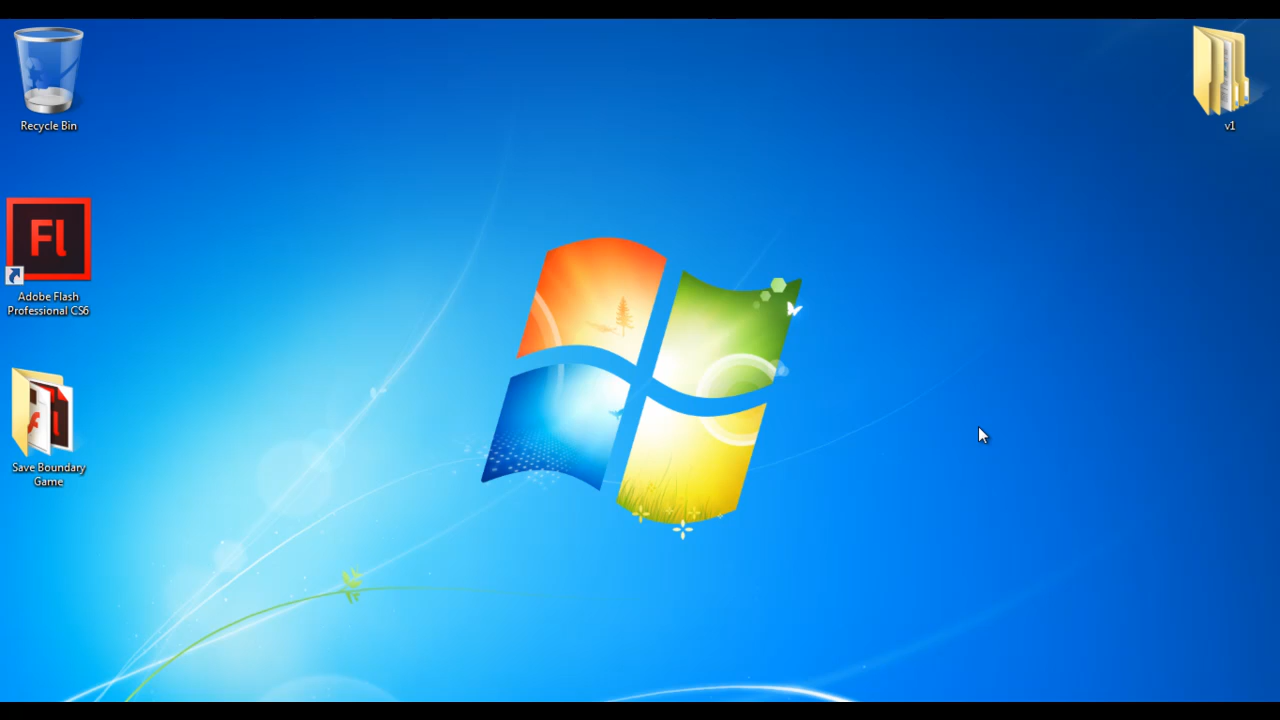 Recycle Bin
v1
Fl
Adobe Flash
Professional CS6
Save Boundary
Game